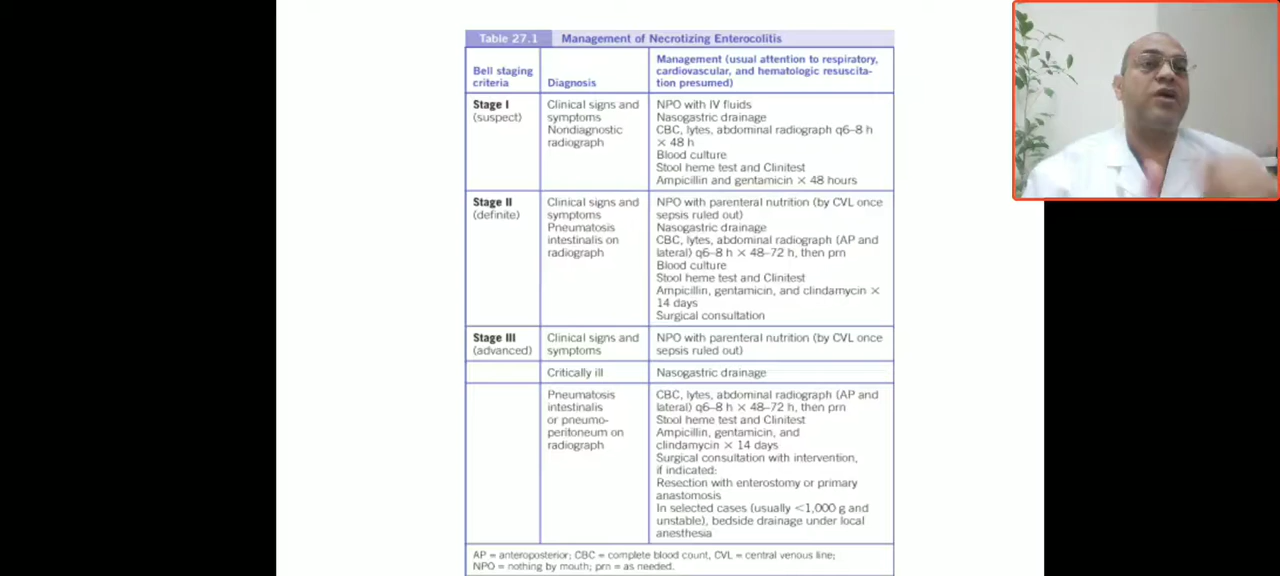 Table 27.1 Management of Necrotizing Enterocolitis
Bell staging
criteria
Diagnosis
Management (usual attention to respiratory,
cardiovascular, and hematologic resuscita-
tion presumed)
Stage I
(suspect)
Clinical signs and
symptoms
Nondiagnostic
radiograph
NPO with IV fluids
Nasogastric drainage
CBC, lytes, abdominal radiograph q6–8 h
× 48 h
Blood culture
Stool heme test and Clinitest
Ampicillin and gentamicin × 48 hours
Stage II
(definite)
Clinical signs and
symptoms
Pneumatosis
intestinalis on
radiograph
NPO with parenteral nutrition (by CVL once
sepsis ruled out)
Nasogastric drainage
CBC, lytes, abdominal radiograph (AP and
lateral) q6–8 h × 48–72 h, then prn
Blood culture
Stool heme test and Clinitest
Ampicillin, gentamicin, and clindamycin ×
14 days
Surgical consultation
Stage III
(advanced)
Clinical signs and
symptoms
NPO with parenteral nutrition (by CVL once
sepsis ruled out)
Critically ill
Nasogastric drainage
Pneumatosis
intestinalis
or pneumo-
peritoneum on
radiograph
CBC, lytes, abdominal radiograph (AP and
lateral) q6–8 h × 48–72 h, then prn
Stool heme test and Clinitest
Ampicillin, gentamicin, and
clindamycin × 14 days
Surgical consultation with intervention,
if indicated:
Resection with enterostomy or primary
anastomosis
In selected cases (usually <1,000 g and
unstable), bedside drainage under local
anesthesia
AP = anteroposterior; CBC = complete blood count, CVL = central venous line;
NPO = nothing by mouth; prn = as needed.